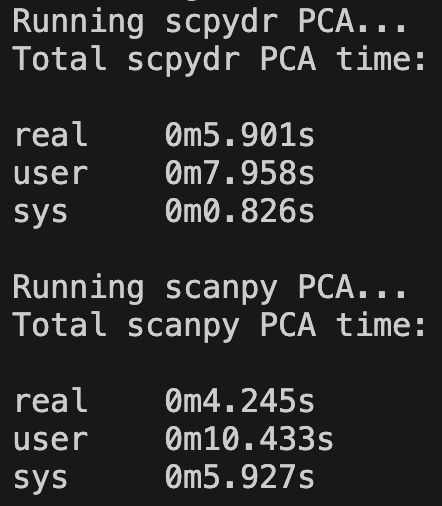 Running scpydr PCA...
Total scpydr PCA time:
real 0m5.901s
user 0m7.958s
sys 0m0.826s
Running scanpy PCA...
Total scanpy PCA time:
real 0m4.245s
user 0m10.433s
sys 0m5.927s